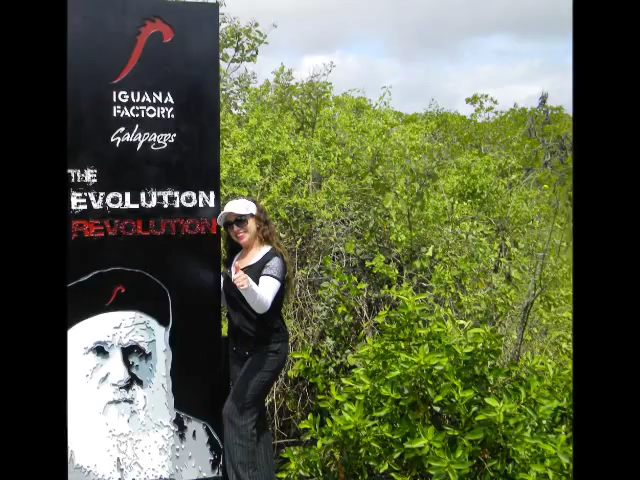 IGUANA
FACTORY.
Galapagos
THE
EVOLUTION
REVOLUTION